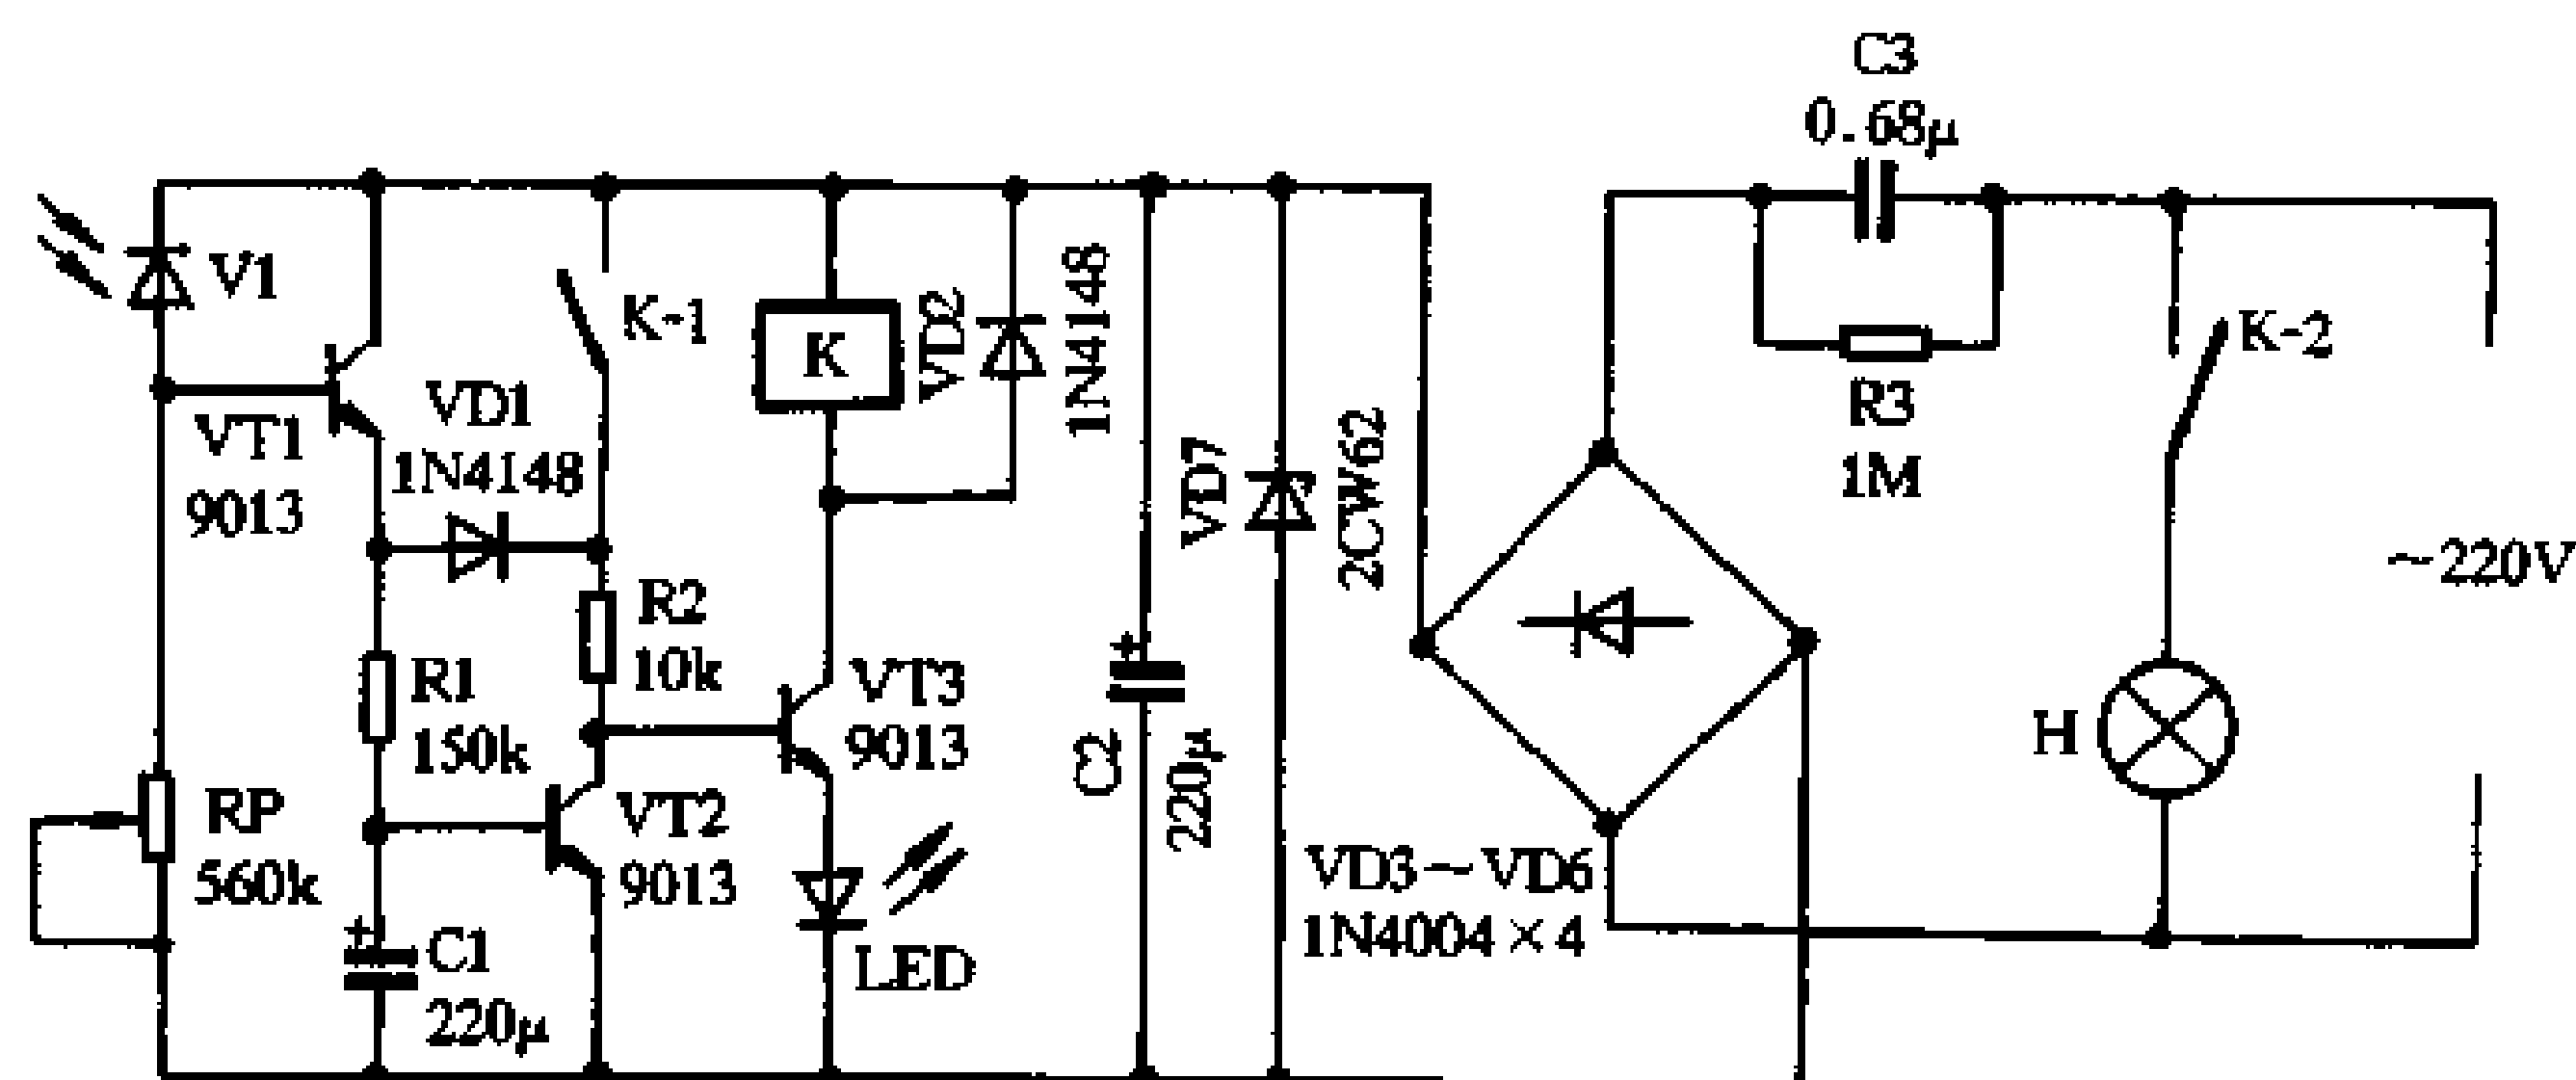 C3
0.68μ
V1
K-1
K
VD2
1N4148
K-2
R3
1M
VT1
9013
VD1
1N4148
VD7
2CW62
~220V
R2
10k
R1
150k
VT3
9013
C2
220μ
H
RP
560k
VT2
9013
VD3~VD6
1N4004×4
LED
C1
220μ